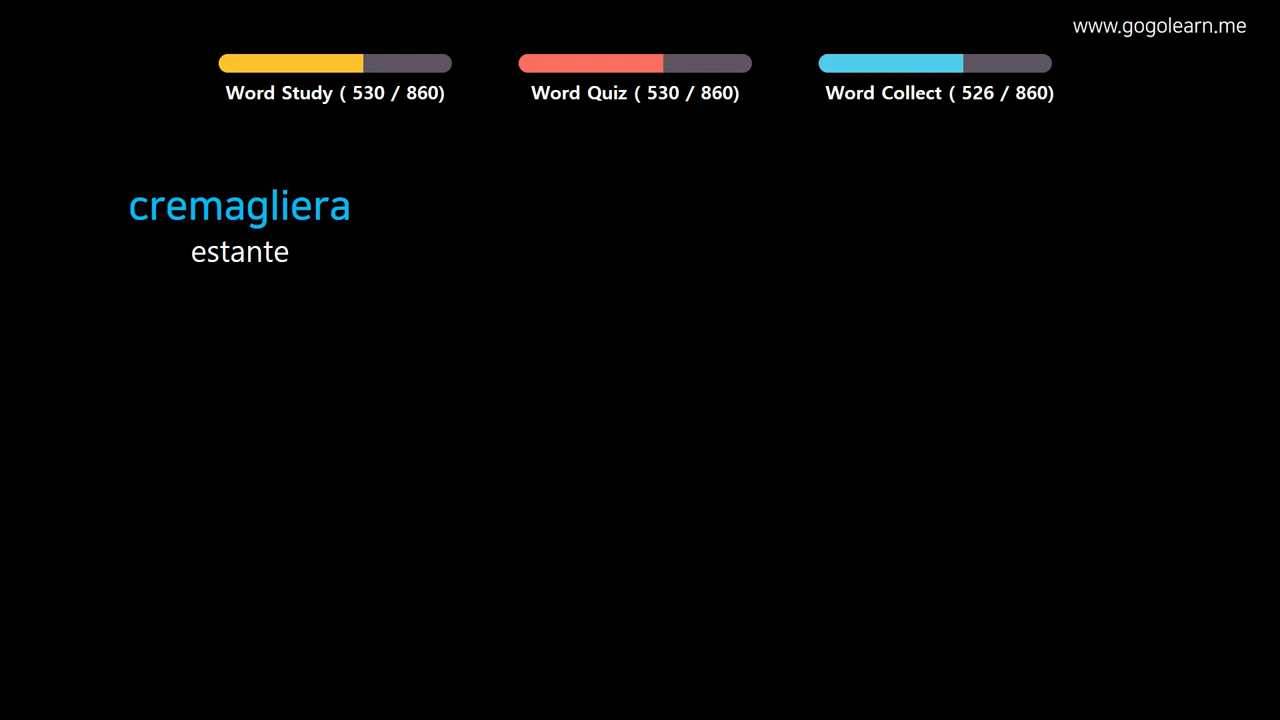 www.gogolearn.me
Word Study ( 530 / 860)
Word Quiz ( 530 / 860)
Word Collect ( 526 / 860)
cremagliera
estante